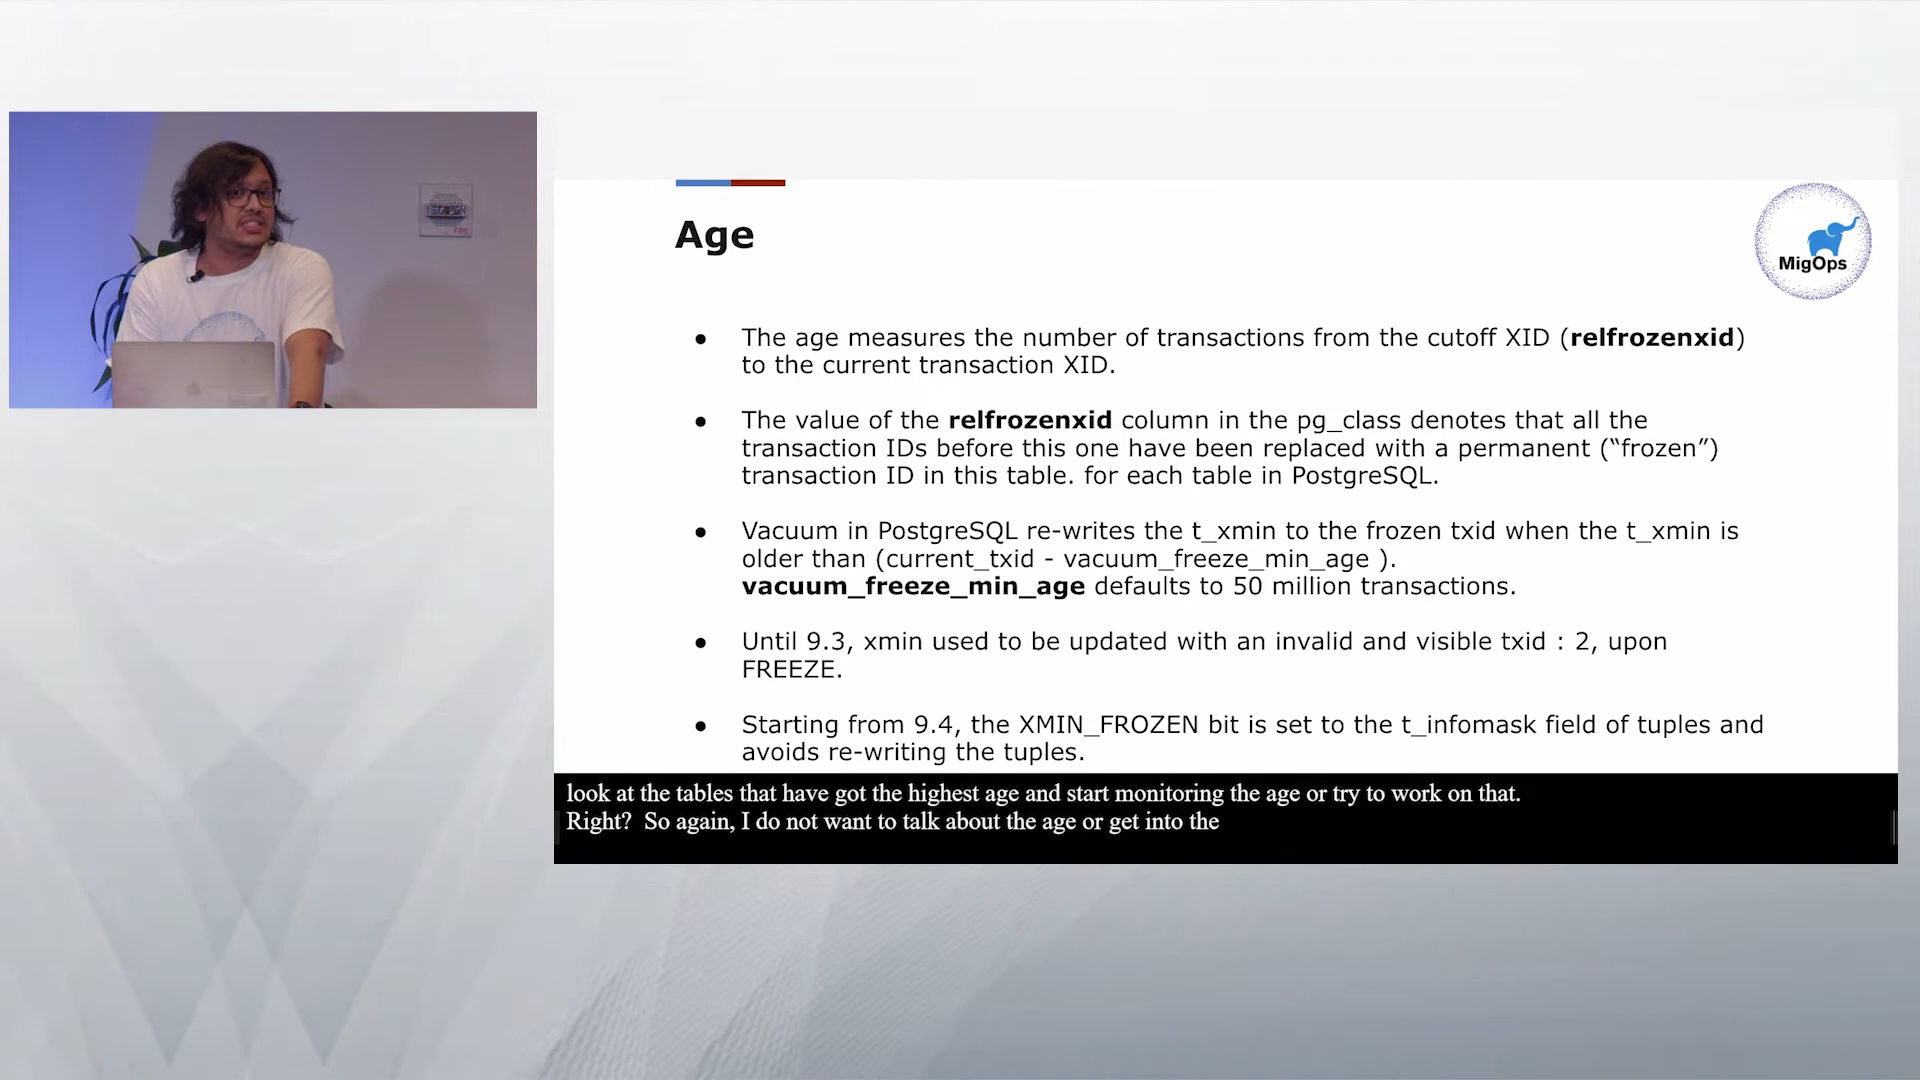 FIRE
Age
MigOps
● The age measures the number of transactions from the cutoff XID (relfrozenxid)
to the current transaction XID.
● The value of the relfrozenxid column in the pg_class denotes that all the
transaction IDs before this one have been replaced with a permanent (“frozen”)
transaction ID in this table. for each table in PostgreSQL.
● Vacuum in PostgreSQL re-writes the t_xmin to the frozen txid when the t_xmin is
older than (current_txid - vacuum_freeze_min_age ).
vacuum_freeze_min_age defaults to 50 million transactions.
● Until 9.3, xmin used to be updated with an invalid and visible txid : 2, upon
FREEZE.
● Starting from 9.4, the XMIN_FROZEN bit is set to the t_infomask field of tuples and
avoids re-writing the tuples.
look at the tables that have got the highest age and start monitoring the age or try to work on that.
Right?  So again, I do not want to talk about the age or get into the